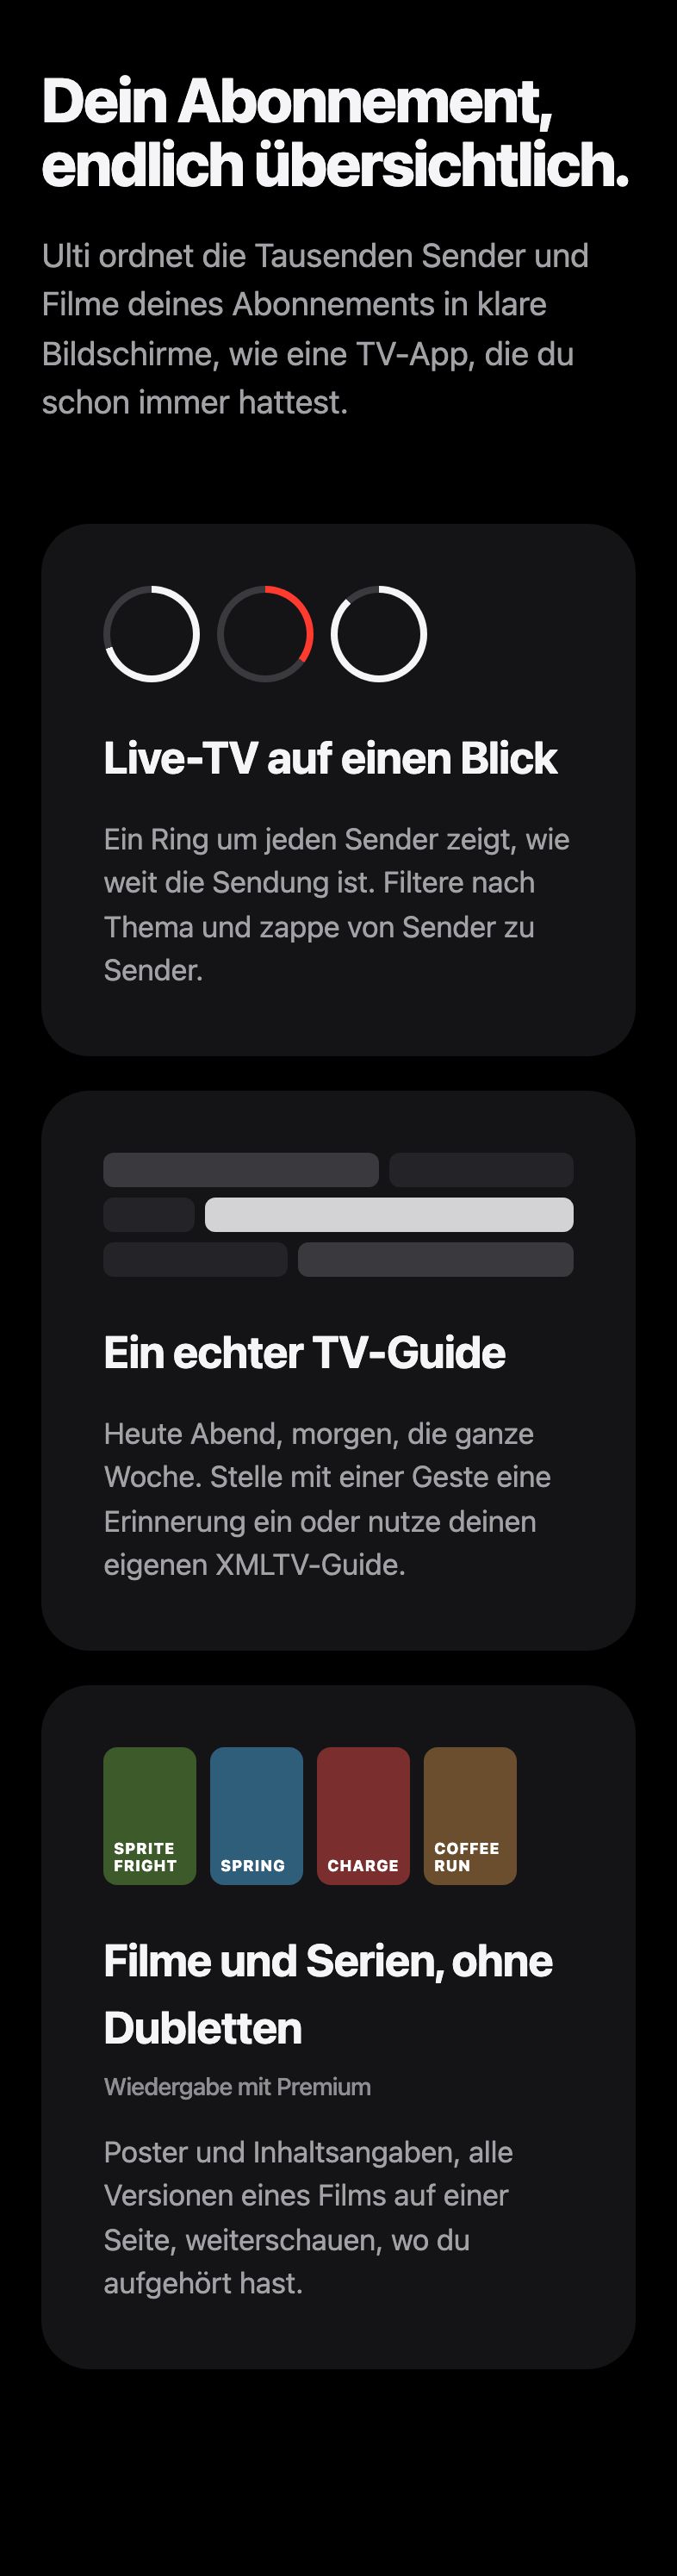 Dein Abonnement,
endlich übersichtlich.
Ulti ordnet die Tausenden Sender und
Filme deines Abonnements in klare
Bildschirme, wie eine TV-App, die du
schon immer hattest.
Live-TV auf einen Blick
Ein Ring um jeden Sender zeigt, wie
weit die Sendung ist. Filtere nach
Thema und zappe von Sender zu
Sender.
Ein echter TV-Guide
Heute Abend, morgen, die ganze
Woche. Stelle mit einer Geste eine
Erinnerung ein oder nutze deinen
eigenen XMLTV-Guide.
SPRITE
FRIGHT
SPRING
CHARGE
COFFEE
RUN
Filme und Serien, ohne
Dubletten
Wiedergabe mit Premium
Poster und Inhaltsangaben, alle
Versionen eines Films auf einer
Seite, weiterschauen, wo du
aufgehört hast.